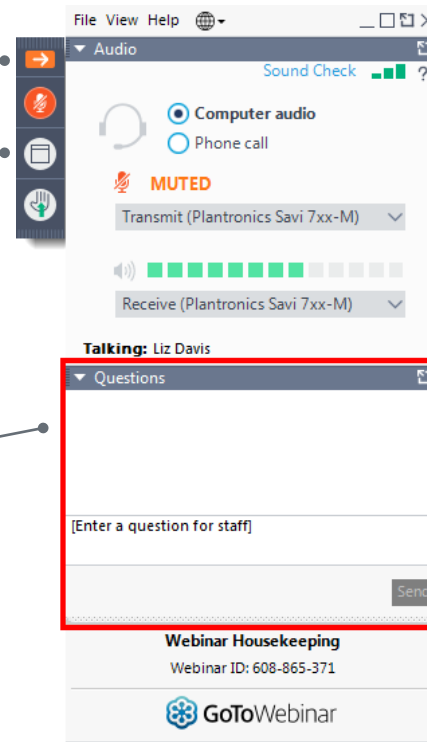 File View Help
Audio
Sound Check ?
Computer audio
Phone call
MUTED
Transmit (Plantronics Savi 7xx-M)
Receive (Plantronics Savi 7xx-M)
Talking: Liz Davis
Questions
[Enter a question for staff]
Send
Webinar Housekeeping
Webinar ID: 608-865-371
GoToWebinar